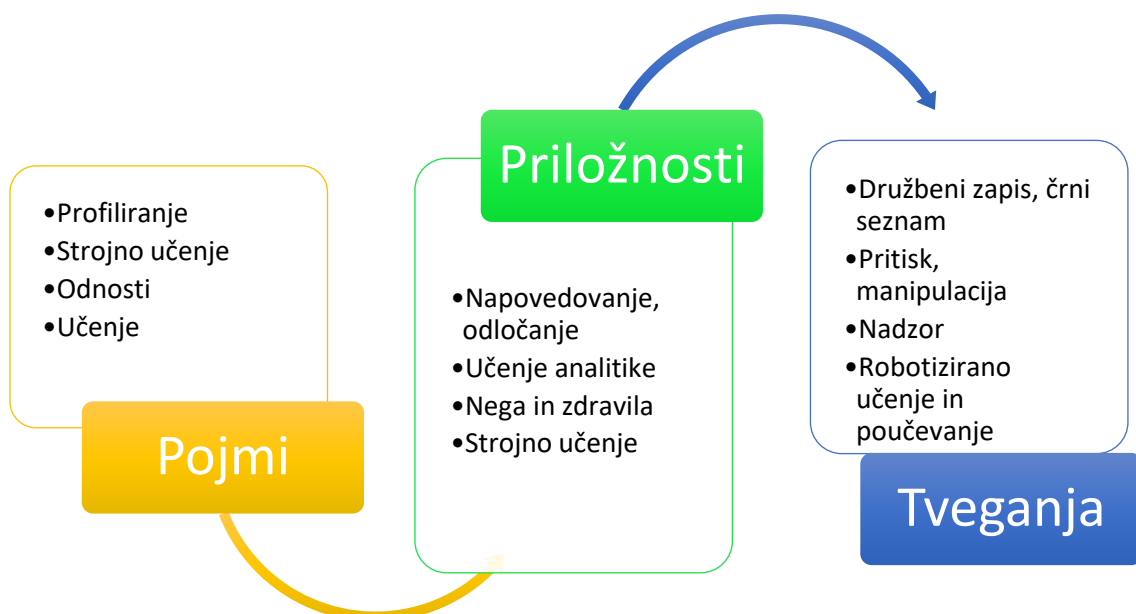 •Profiliranje
•Strojno učenje
•Odnosti
•Učenje
Pojmi
Priložnosti
•Napovedovanje,
odločanje
•Učenje analitike
•Nega in zdravila
•Strojno učenje
•Družbeni zapis, črni
seznam
•Pritisk,
manipulacija
•Nadzor
•Robotizirano
učenje in
poučevanje
Tveganja